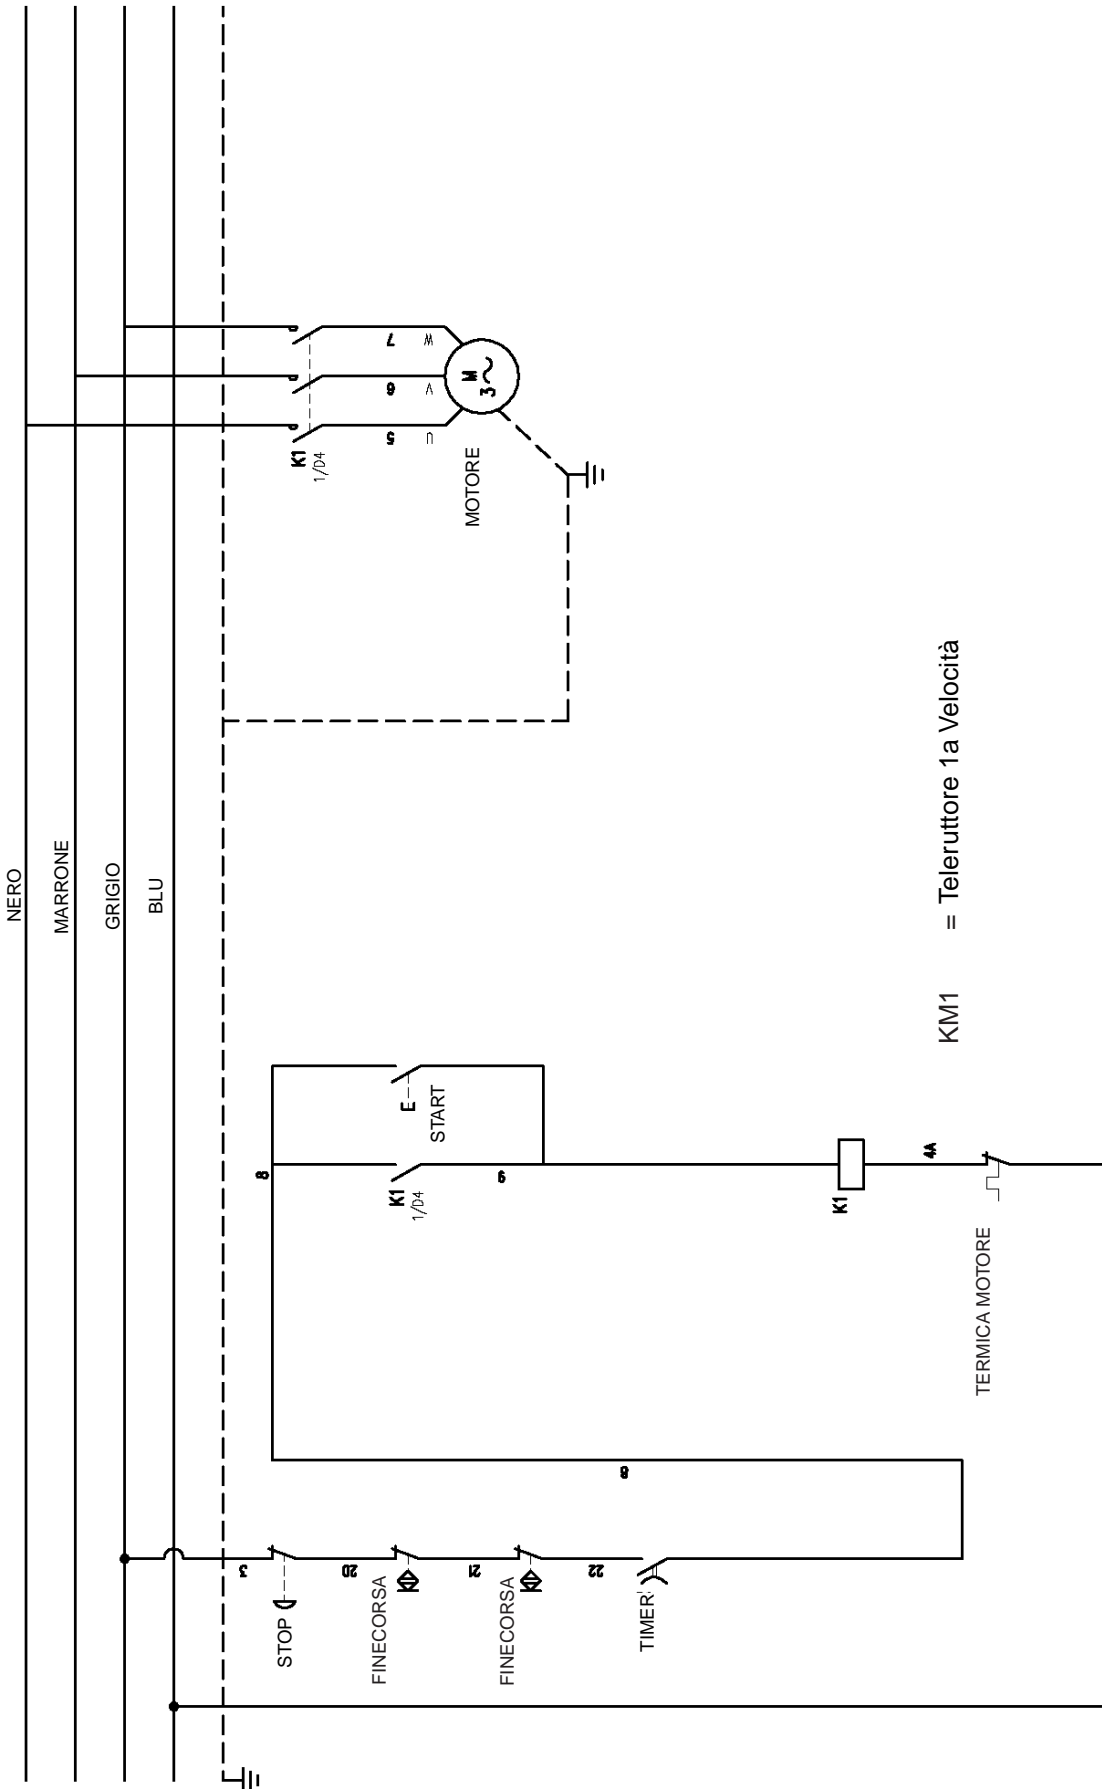 NERO
MARRONE
GRIGIO
BLU
K1
1/D4
7
6
5
W
V
U
M
3
MOTORE
8
E
START
K1
1/D4
9
K1
4A
TERMICA MOTORE
KM1 = Teleruttore 1a Velocità
8
3
STOP
20
FINECORSA
21
FINECORSA
22
TIMER